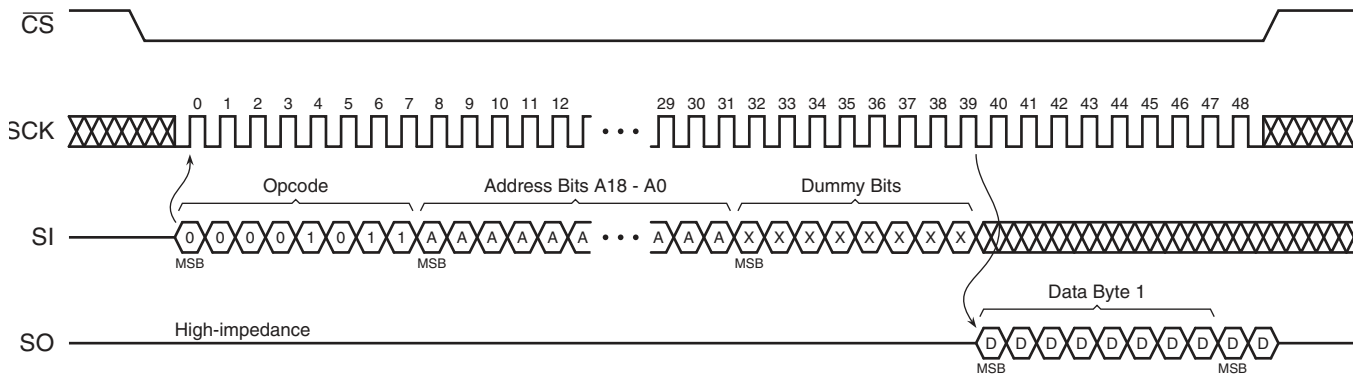 CS
0 1 2 3 4 5 6 7 8 9 10 11 12 29 30 31 32 33 34 35 36 37 38 39 40 41 42 43 44 45 46 47 48
SCK
Opcode Address Bits A18 - A0 Dummy Bits
SI 0 0 0 0 1 0 1 1 A A A A A A A A A X X X X X X X X
MSB MSB MSB
Data Byte 1
High-impedance
SO D D D D D D D D D D
MSB MSB